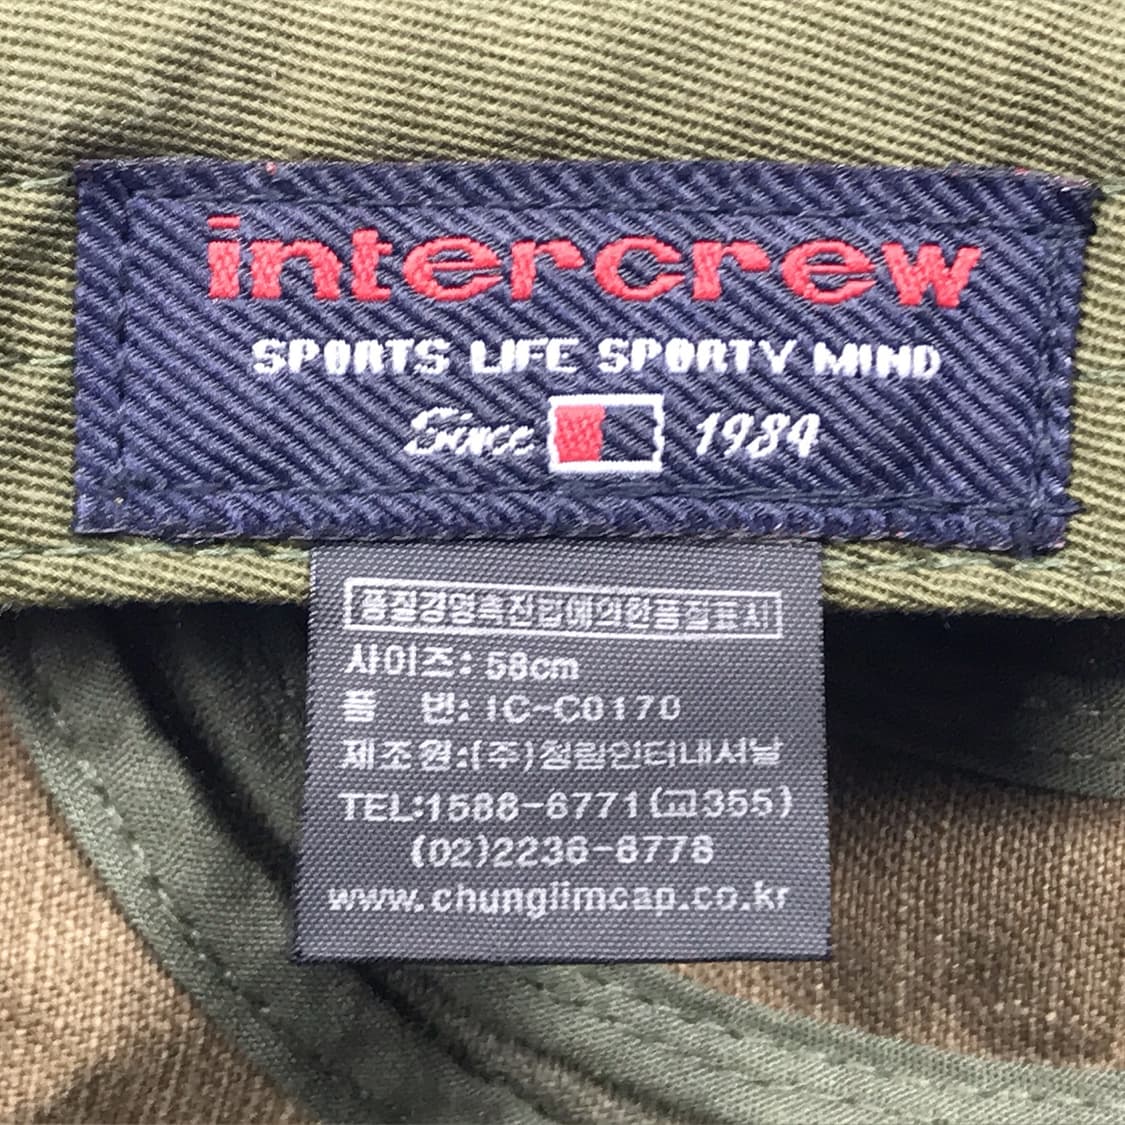 intercrew
SPORTS LIFE SPORTY MIND
Since 1984
품질경영촉진법에의한품질표시
사이즈: 58cm
품 번: IC-C0170
제조원:(주)청림인터내셔날
TEL:1588-6771(교355)
(02)2236-6778
www.chunglimcap.co.kr